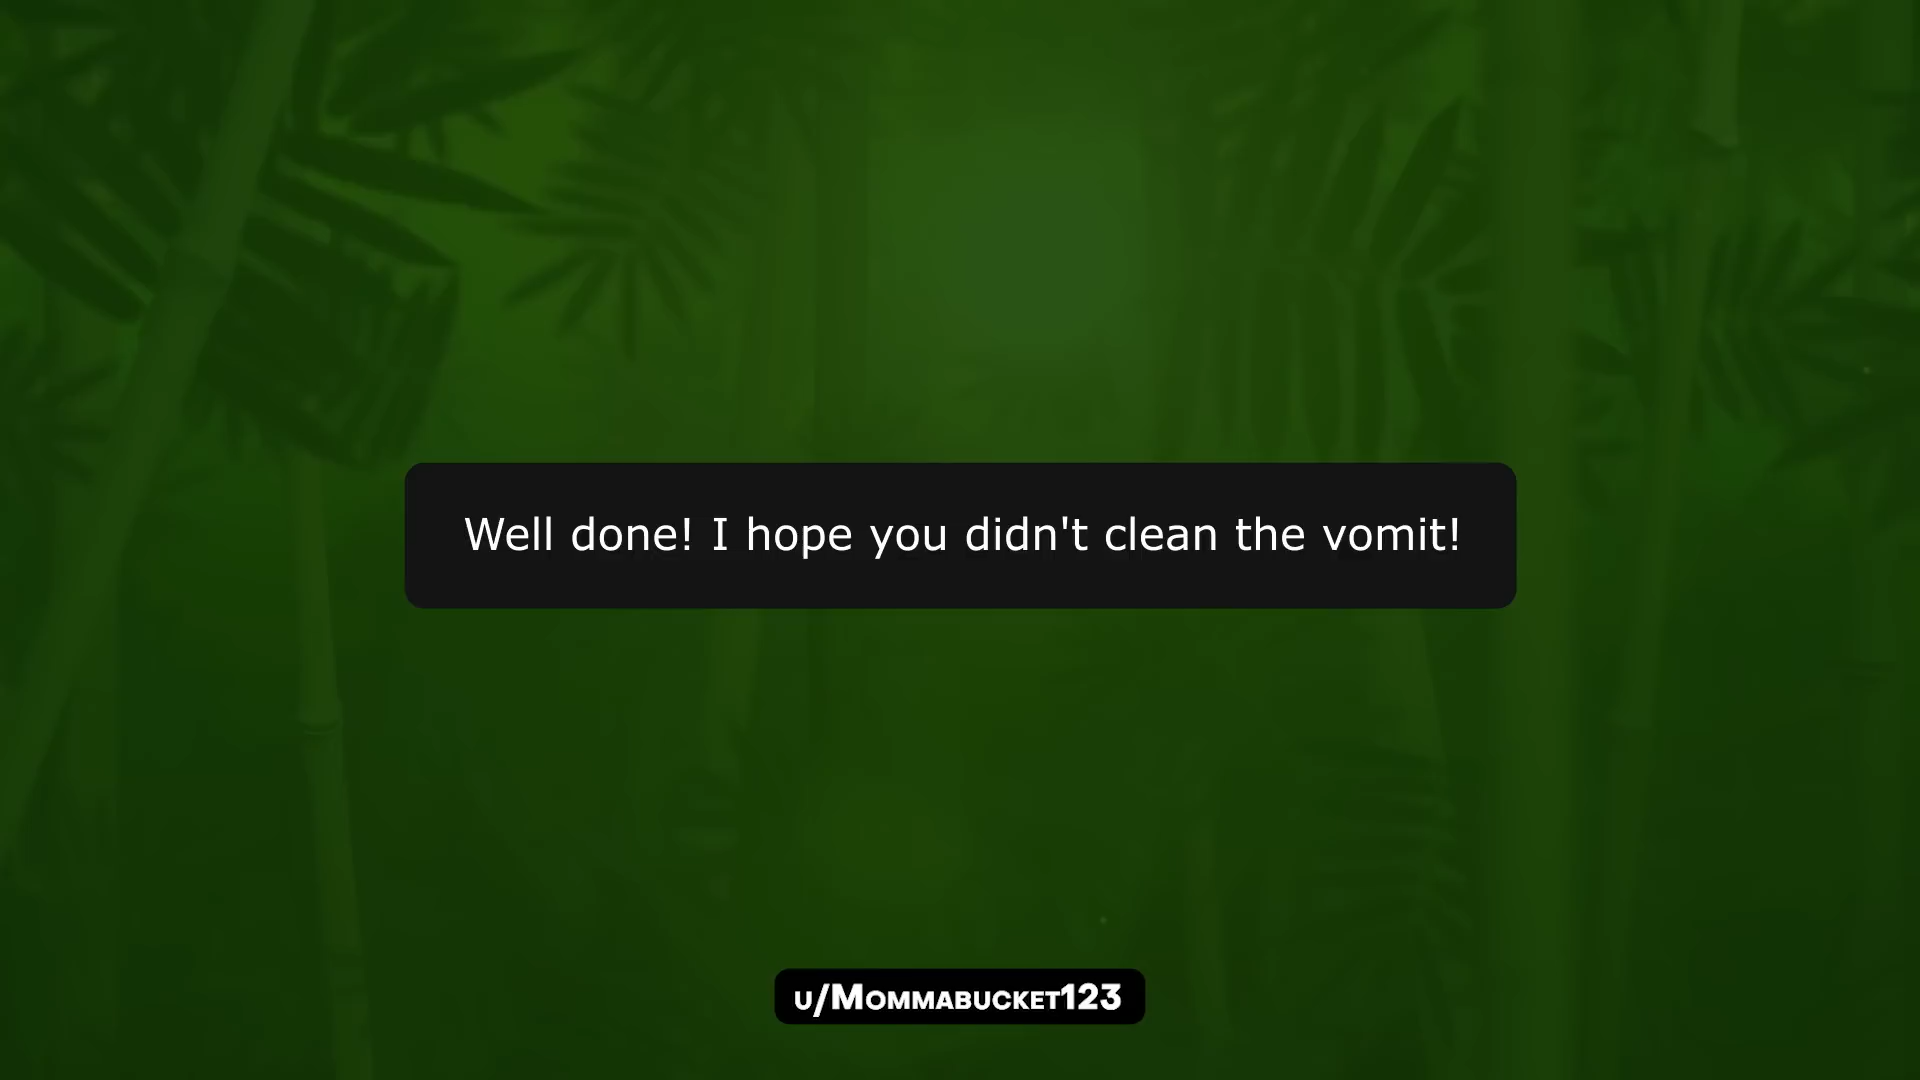 Well done! I hope you didn't clean the vomit!
u/Mommabucket123